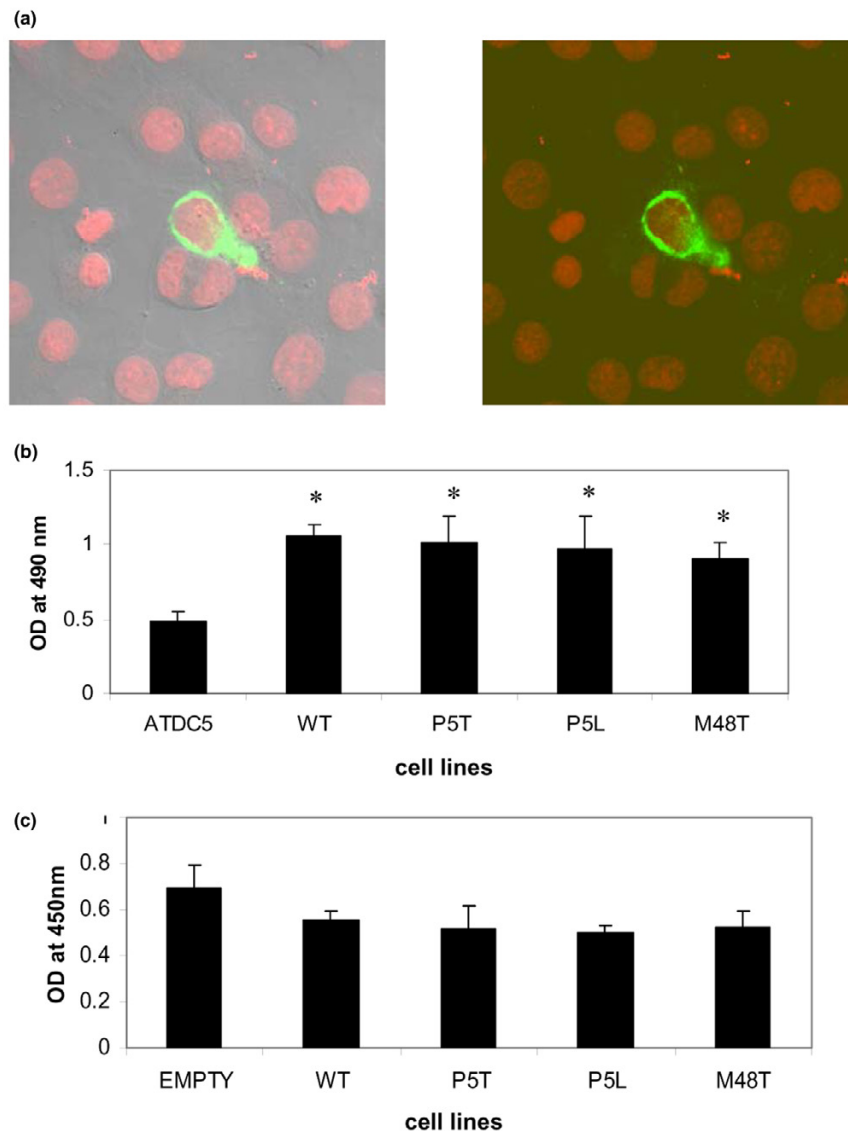 (a)
(b)
1.5
1
0.5
0
OD at 490 nm
* * * *
ATDC5 WT P5T P5L M48T
cell lines
(c)
1
0.8
0.6
0.4
0.2
0
OD at 450nm
EMPTY WT P5T P5L M48T
cell lines